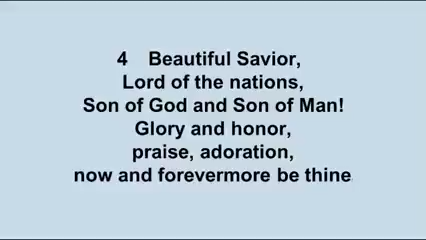 4 Beautiful Savior,
Lord of the nations,
Son of God and Son of Man!
Glory and honor,
praise, adoration,
now and forevermore be thine.